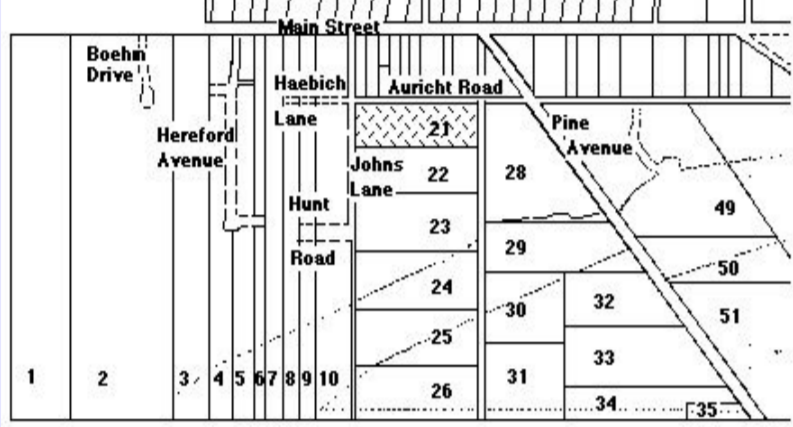 Main Street
Boehm
Drive
Haebich
Auricht Road
Lane
Hereford
Avenue
21
Pine
Avenue
Johns
Lane
22
28
Hunt
Road
23
49
29
50
24
30
32
51
25
33
1 2 3 4 5 6 7 8 9 10
26
31
34
35